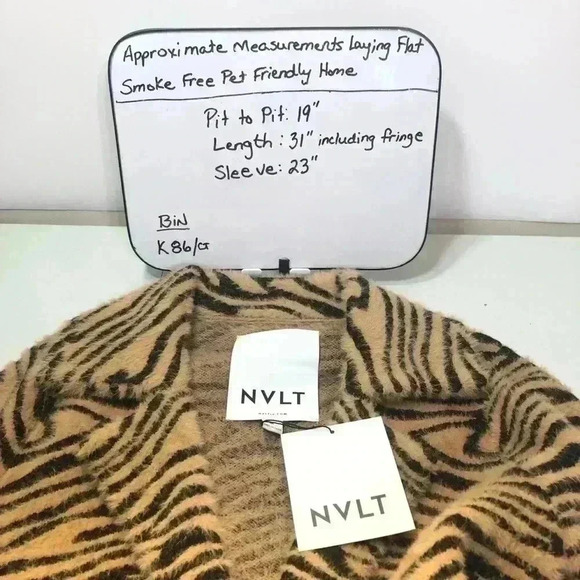 Approximate Measurements Laying Flat
Smoke Free Pet Friendly Home
Pit to Pit: 19"
Length: 31" including fringe
Sleeve: 23"
BiN
K86/CT
NVLT
NVLT